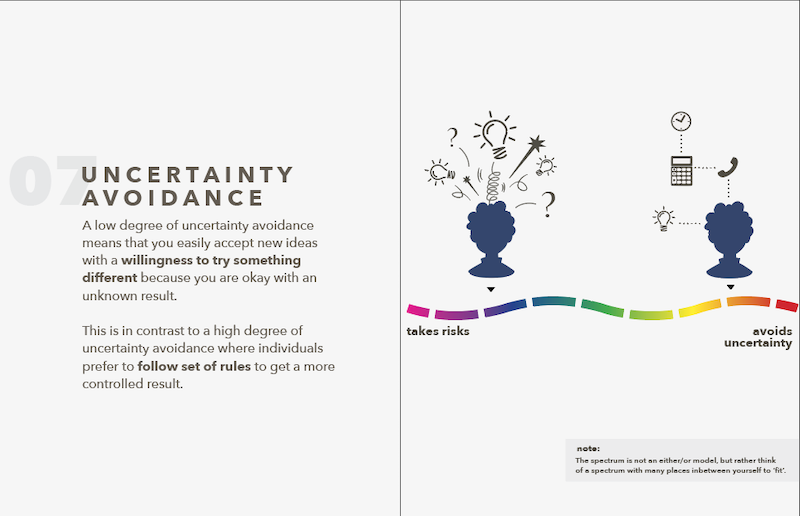 07
UNCERTAINTY
AVOIDANCE
A low degree of uncertainty avoidance
means that you easily accept new ideas
with a willingness to try something
different because you are okay with an
unknown result.
This is in contrast to a high degree of
uncertainty avoidance where individuals
prefer to follow set of rules to get a more
controlled result.
?
?
takes risks
avoids
uncertainty
note:
The spectrum is not an either/or model, but rather think
of a spectrum with many places inbetween yourself to 'fit'.